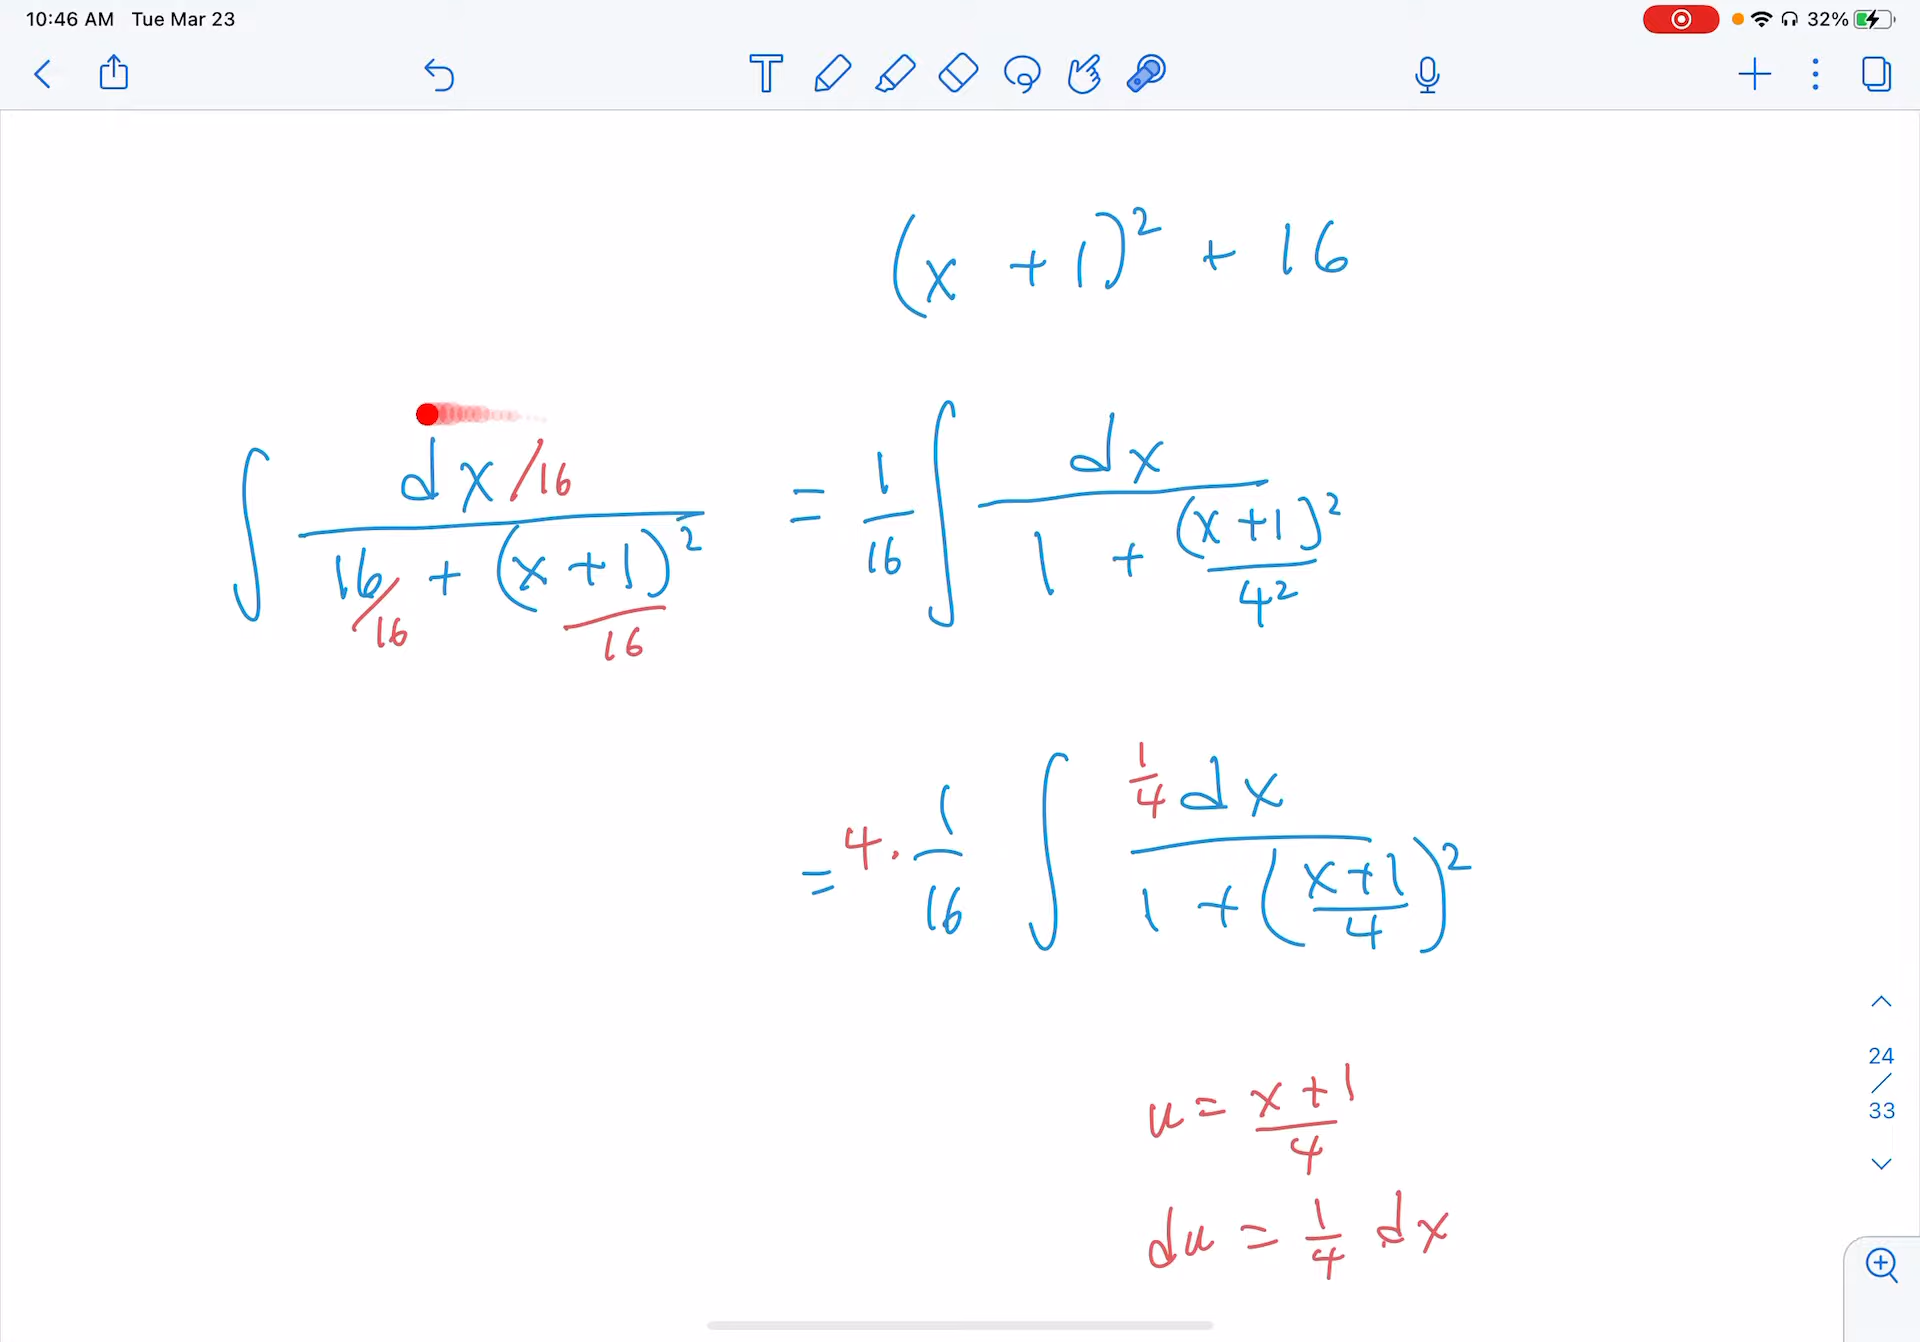 10:46 AM Tue Mar 23
32%
T
(x + 1)² + 16
∫ (dx/16) / (16/16 + (x+1)²/16) = 1/16 ∫ dx / (1 + (x+1)²/4²)
= 4 · 1/16 ∫ (1/4 dx) / (1 + ((x+1)/4)²)
u = (x+1)/4
du = 1/4 dx
24
/
33